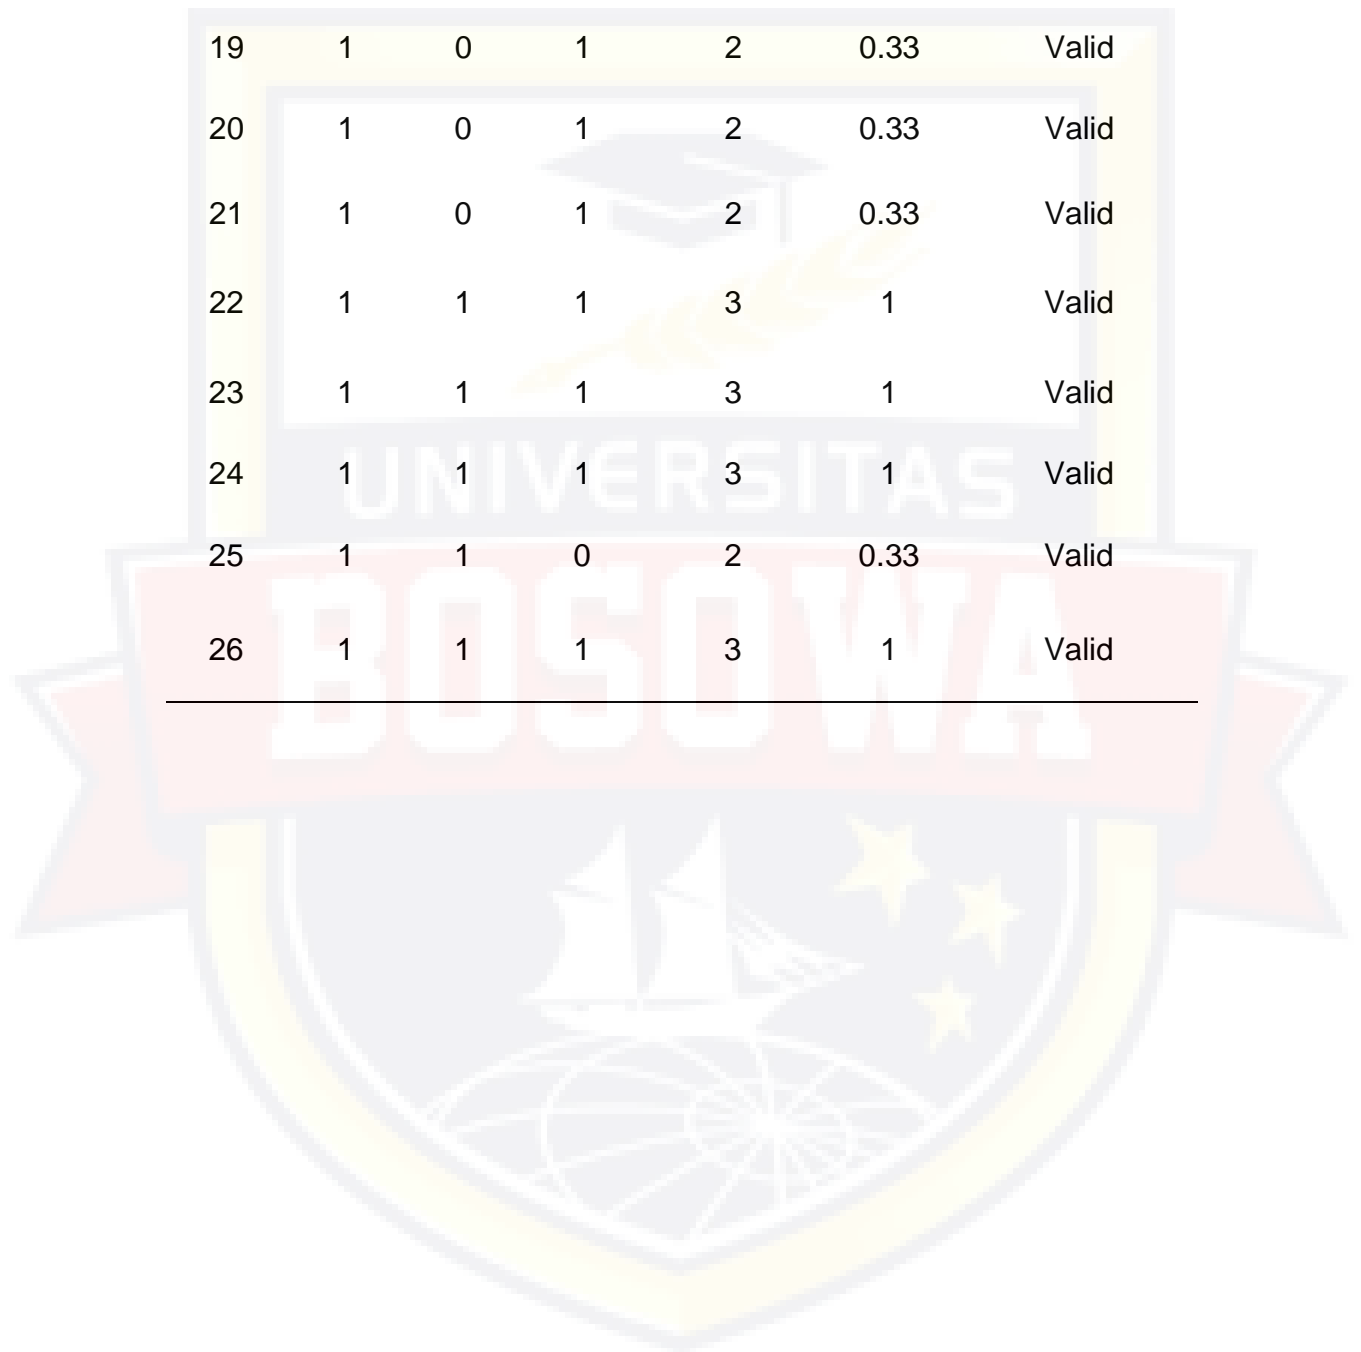 19 1 0 1 2 0.33 Valid
20 1 0 1 2 0.33 Valid
21 1 0 1 2 0.33 Valid
22 1 1 1 3 1 Valid
23 1 1 1 3 1 Valid
24 1 1 1 3 1 Valid
UNIVERSITAS
25 1 1 0 2 0.33 Valid
26 1 1 1 3 1 Valid
BOSOWA